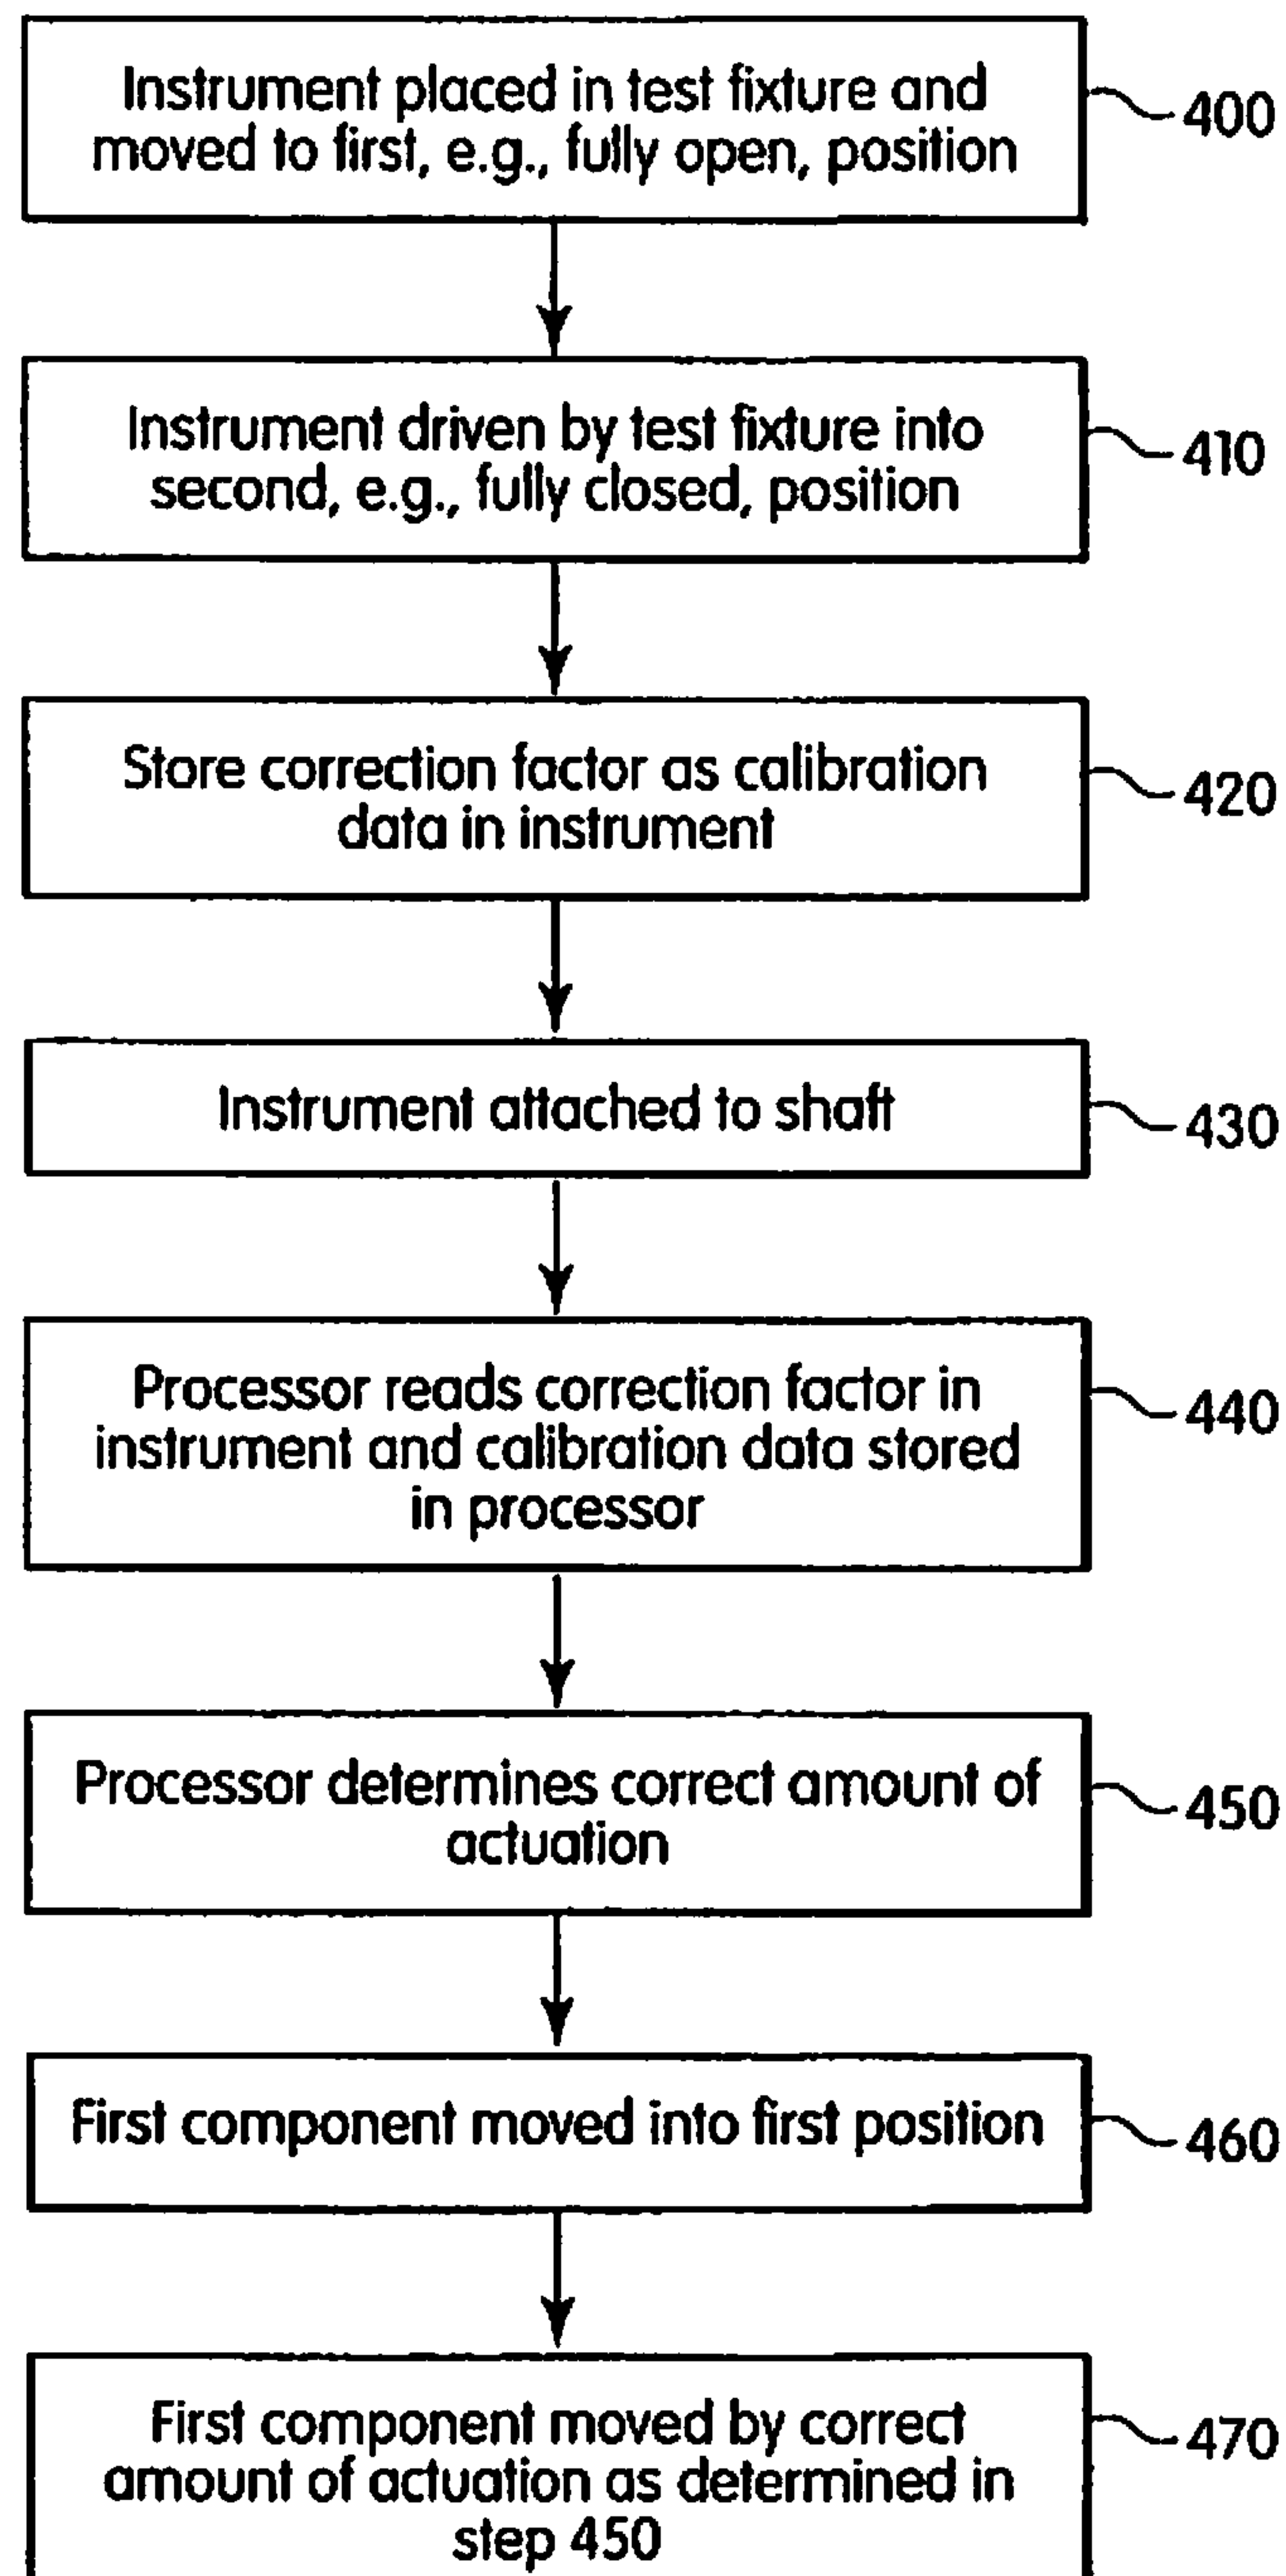 Instrument placed in test fixture and
moved to first, e.g., fully open, position
400
Instrument driven by test fixture into
second, e.g., fully closed, position
410
Store correction factor as calibration
data in instrument
420
Instrument attached to shaft
430
Processor reads correction factor in
instrument and calibration data stored
in processor
440
Processor determines correct amount of
actuation
450
First component moved into first position
460
First component moved by correct
amount of actuation as determined in
step 450
470